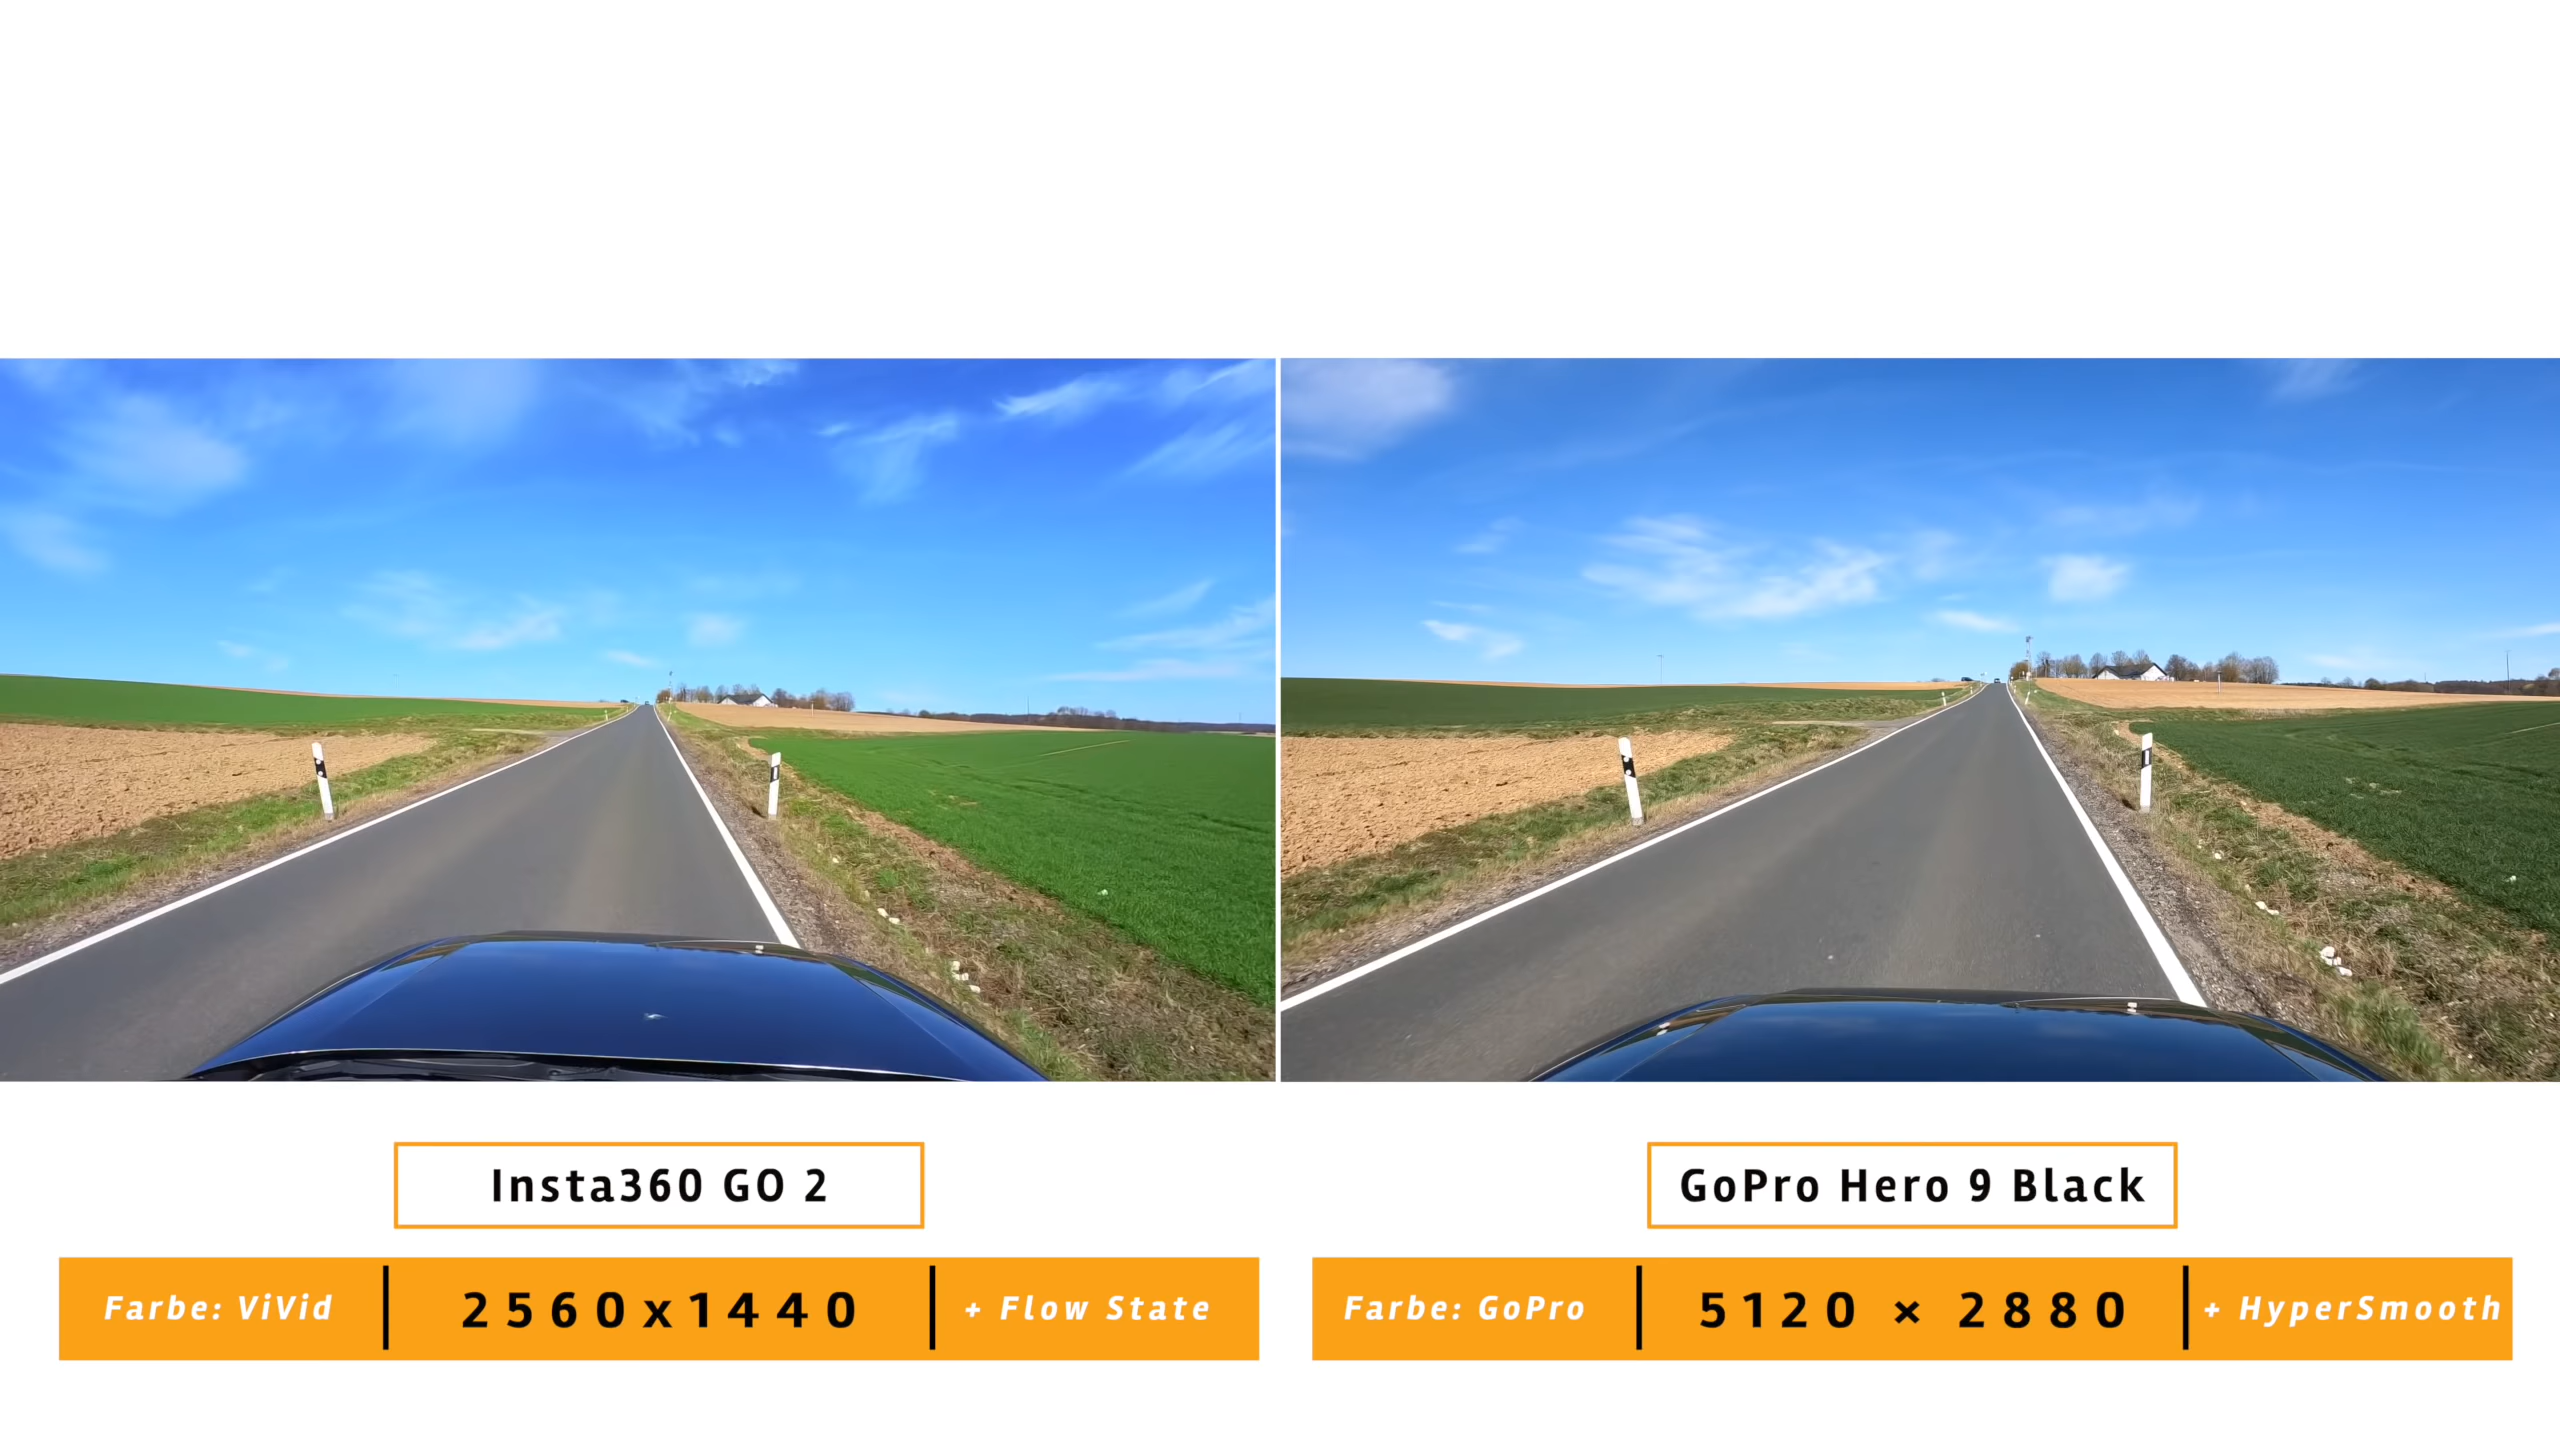 Insta360 GO 2
Farbe: ViVid
2560x1440
+ Flow State
GoPro Hero 9 Black
Farbe: GoPro
5120 × 2880
+ HyperSmooth